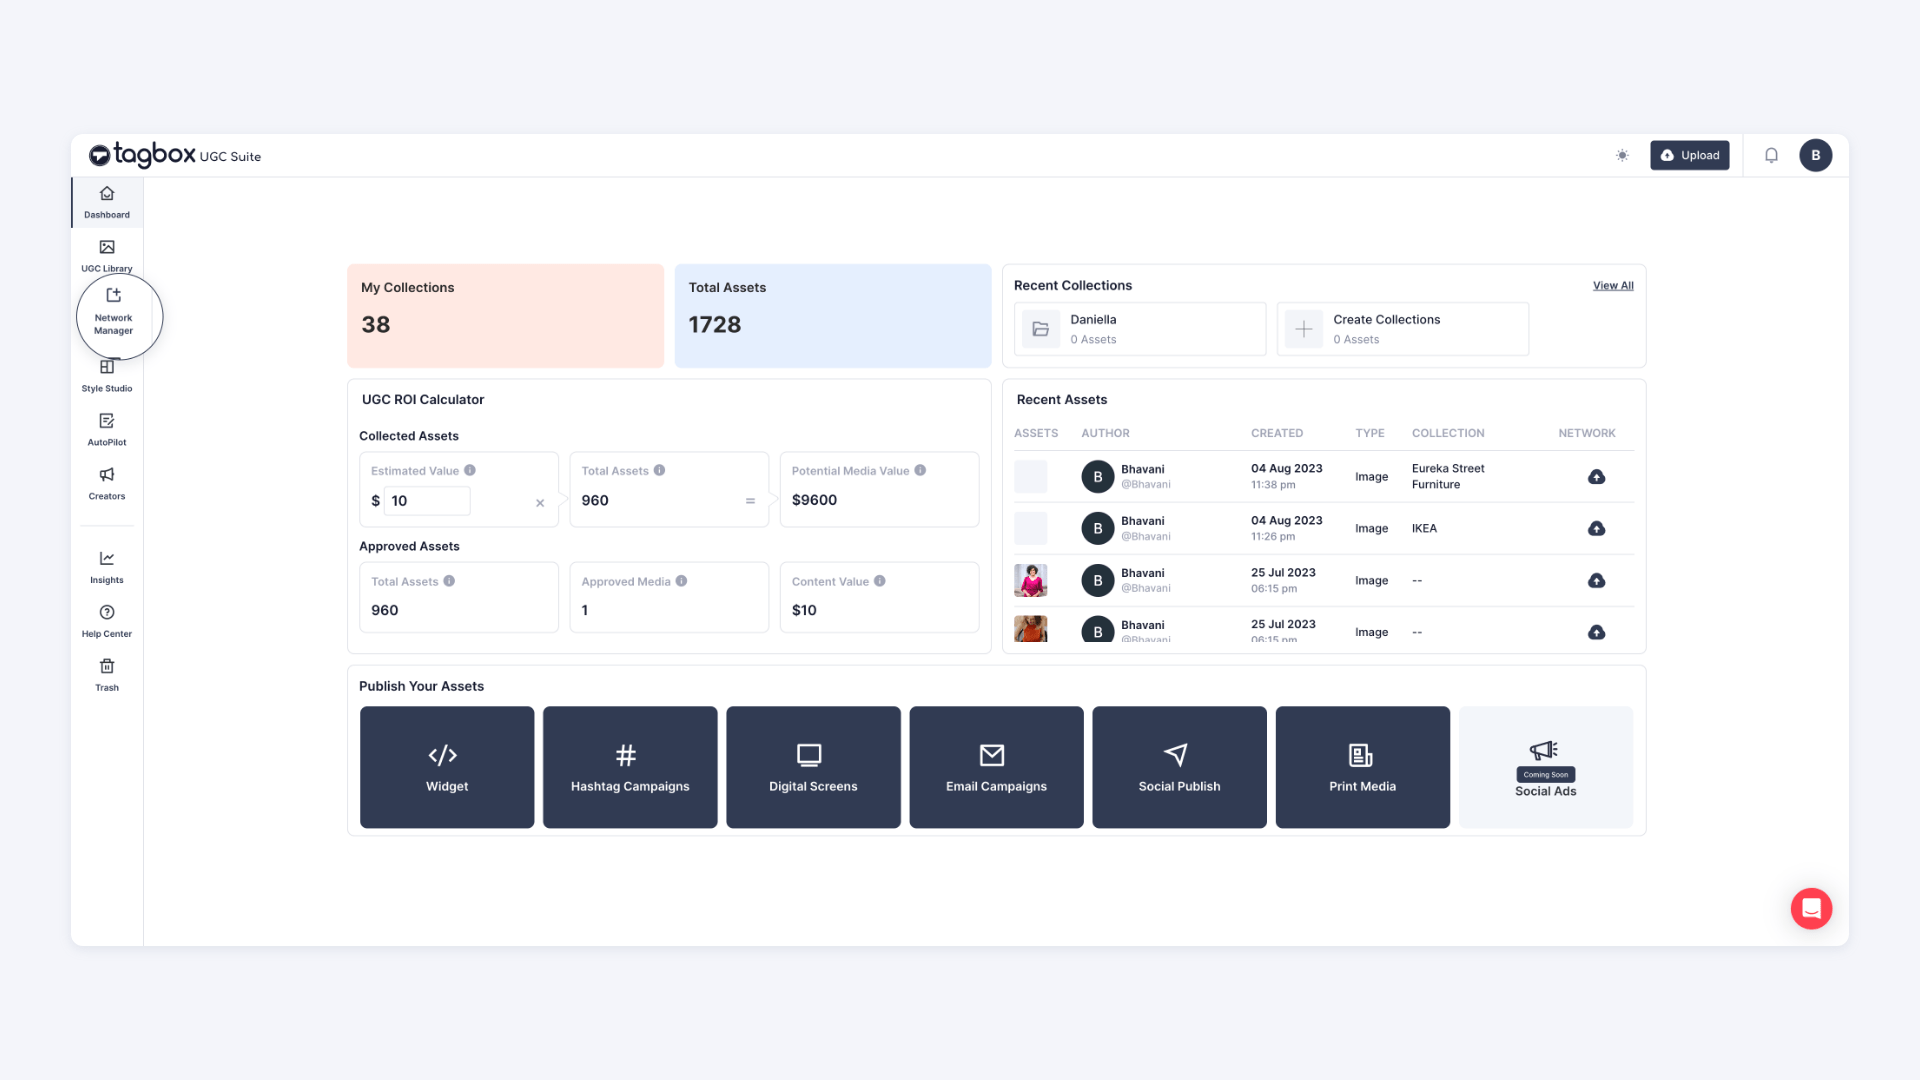 tagbox UGC Suite
Upload
B
Dashboard
UGC Library
Network
Manager
Style Studio
AutoPilot
Creators
Insights
Help Center
Trash
My Collections
38
Total Assets
1728
Recent Collections
View All
Daniella
0 Assets
Create Collections
0 Assets
UGC ROI Calculator
Collected Assets
Estimated Value
$ 10
×
Total Assets
960
=
Potential Media Value
$9600
Approved Assets
Total Assets
960
Approved Media
1
Content Value
$10
Recent Assets
ASSETS AUTHOR CREATED TYPE COLLECTION NETWORK
B Bhavani @Bhavani 04 Aug 2023 11:38 pm Image Eureka Street Furniture
B Bhavani @Bhavani 04 Aug 2023 11:26 pm Image IKEA
B Bhavani @Bhavani 25 Jul 2023 06:15 pm Image --
B Bhavani @Bhavani 25 Jul 2023 06:15 pm Image --
Publish Your Assets
Widget
Hashtag Campaigns
Digital Screens
Email Campaigns
Social Publish
Print Media
Coming Soon
Social Ads